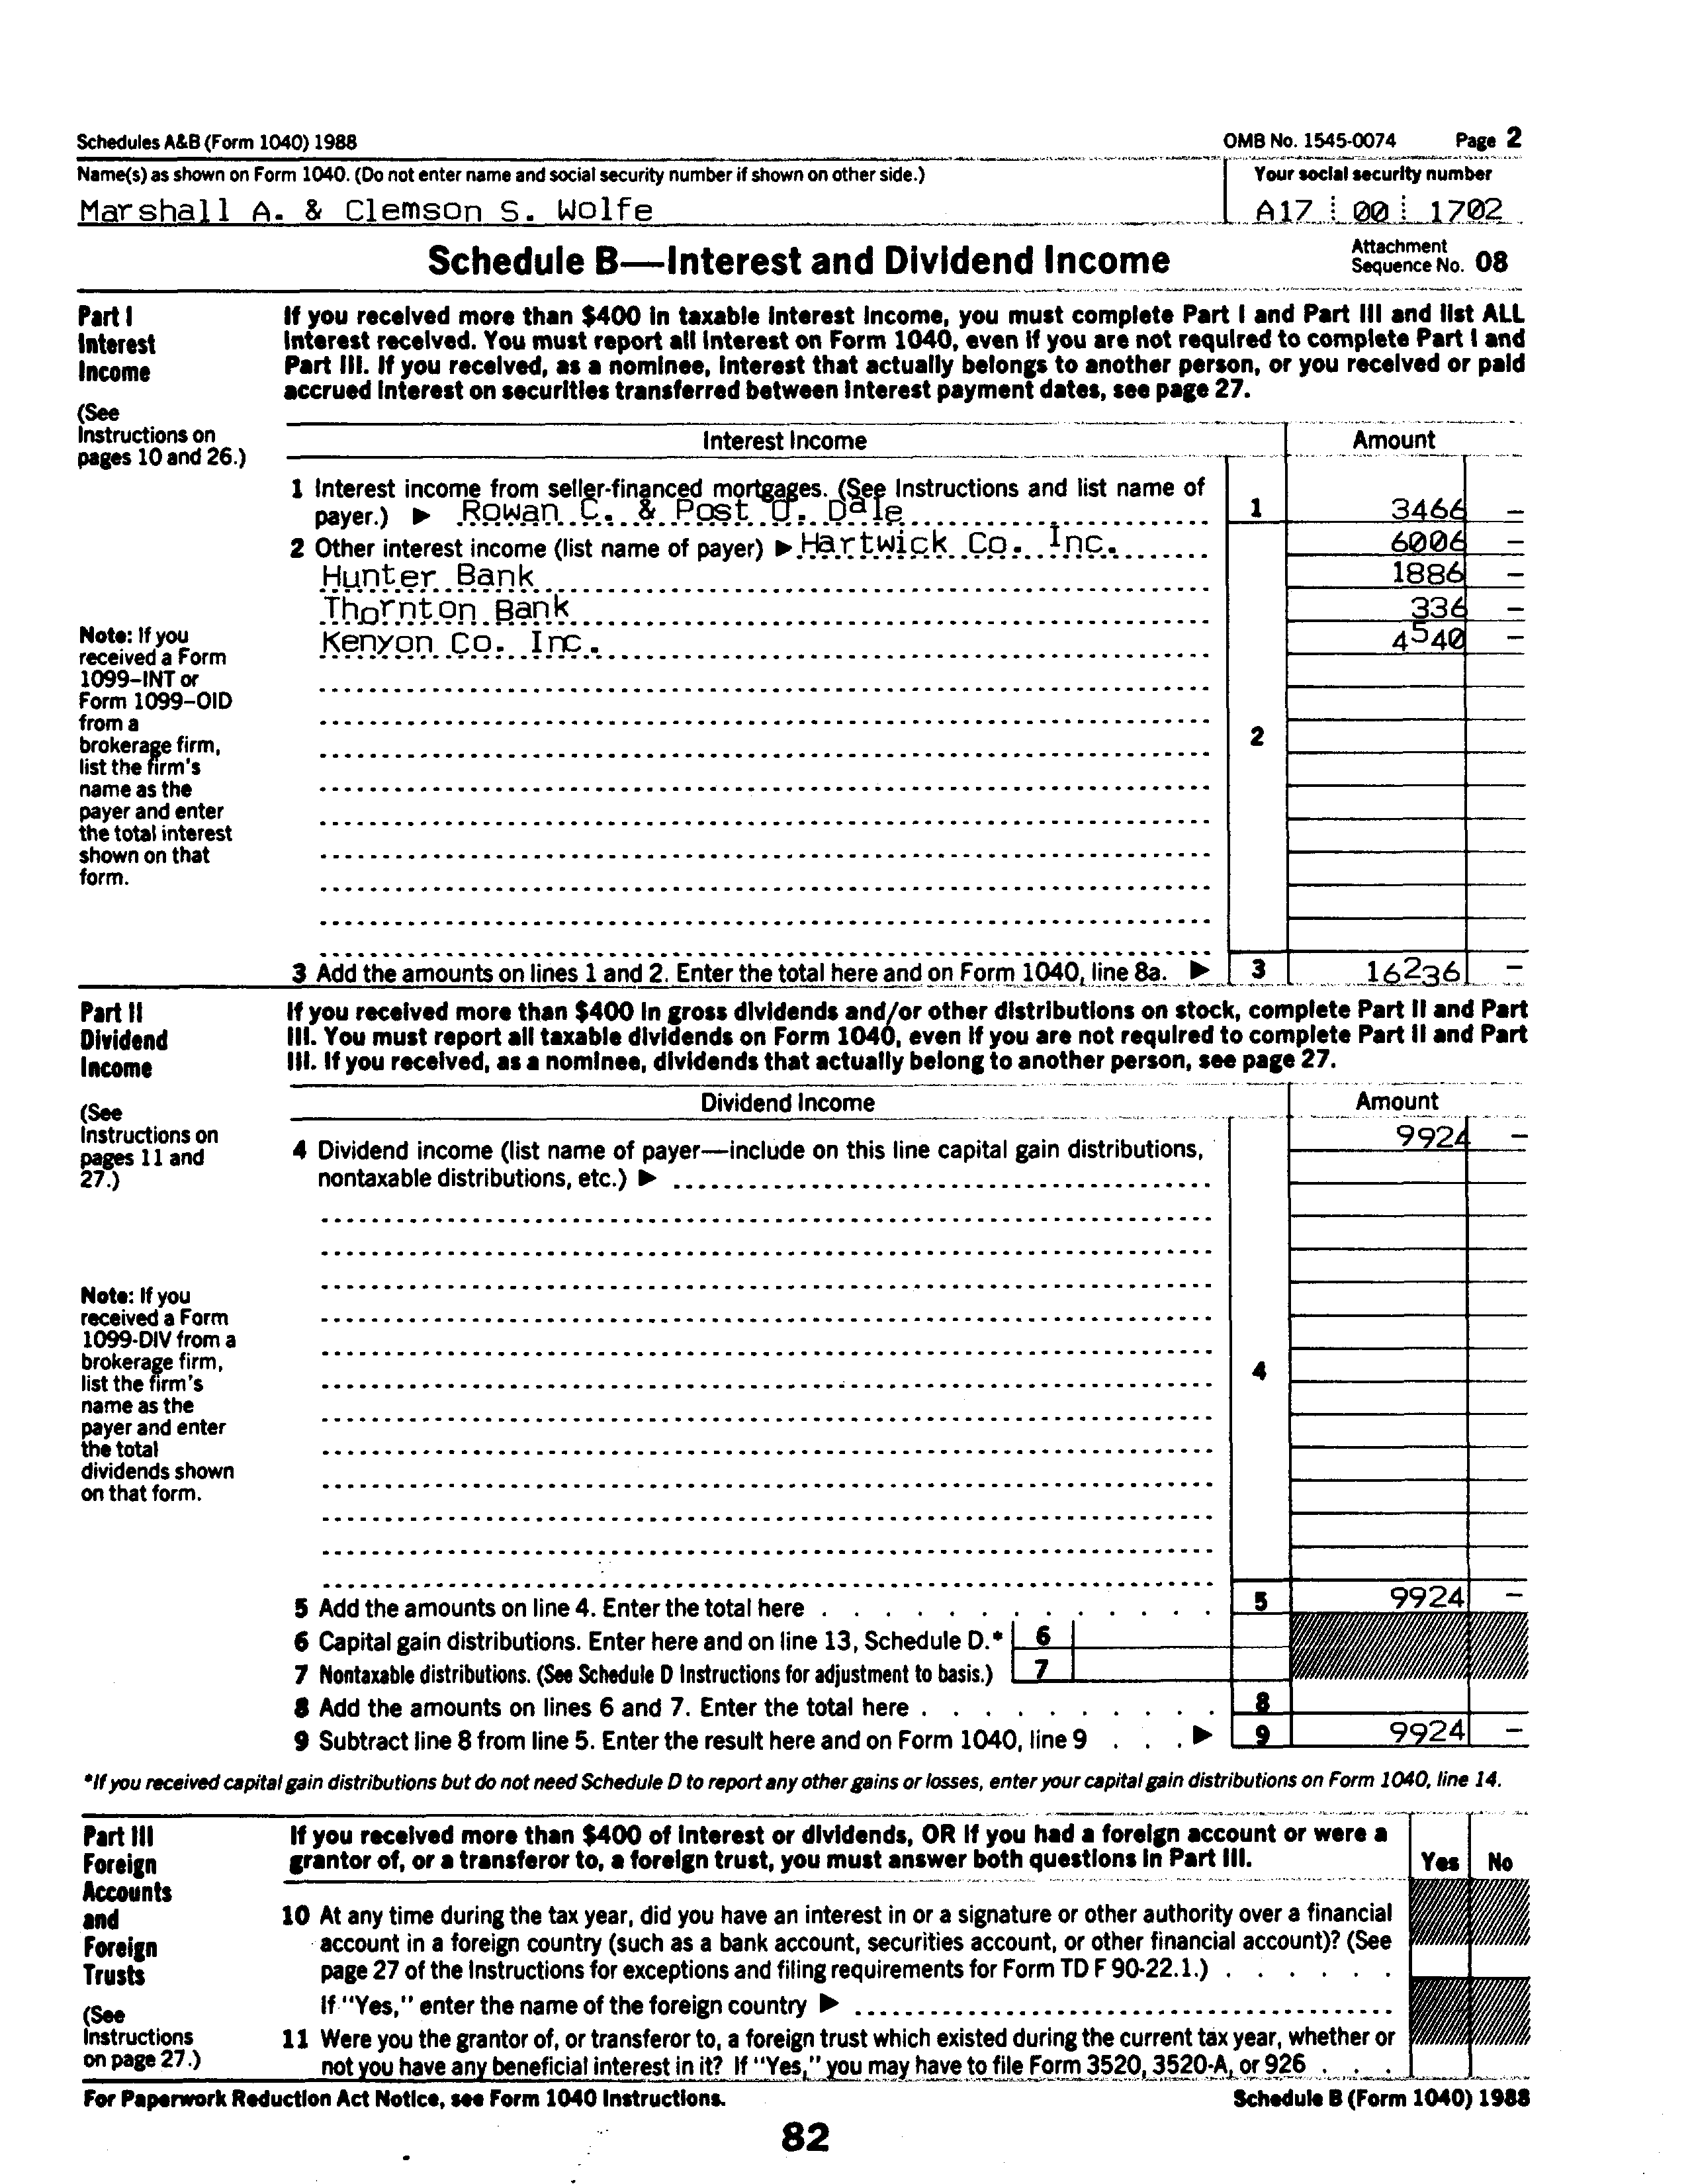 Schedules A&B (Form 1040) 1988 OMB No. 1545-0074 Page 2
Name(s) as shown on Form 1040. (Do not enter name and social security number if shown on other side.) Your social security number
Marshall A. & Clemson S. Wolfe A17 00 1702
Schedule B—Interest and Dividend Income Attachment Sequence No. 08
Part I
Interest
Income
(See
Instructions on
pages 10 and 26.)
If you received more than $400 in taxable interest income, you must complete Part I and Part III and list ALL
interest received. You must report all interest on Form 1040, even if you are not required to complete Part I and
Part III. If you received, as a nominee, interest that actually belongs to another person, or you received or paid
accrued interest on securities transferred between interest payment dates, see page 27.
Interest Income Amount
1 Interest income from seller-financed mortgages. (See Instructions and list name of
payer.) ▶ Rowan C. & Post O. Dale 1 3466 –
2 Other interest income (list name of payer) ▶ Hartwick Co. Inc. 6006 –
Hunter Bank 1886 –
Thornton Bank 336 –
Kenyon Co. Inc. 4540 –
2
Note: If you
received a Form
1099–INT or
Form 1099–OID
from a
brokerage firm,
list the firm's
name as the
payer and enter
the total interest
shown on that
form.
3 Add the amounts on lines 1 and 2. Enter the total here and on Form 1040, line 8a. ▶ 3 16236 –
Part II
Dividend
Income
(See
Instructions on
pages 11 and
27.)
If you received more than $400 in gross dividends and/or other distributions on stock, complete Part II and Part
III. You must report all taxable dividends on Form 1040, even if you are not required to complete Part II and Part
III. If you received, as a nominee, dividends that actually belong to another person, see page 27.
Dividend Income Amount
9924 –
4 Dividend income (list name of payer—include on this line capital gain distributions,
nontaxable distributions, etc.) ▶
4
Note: If you
received a Form
1099-DIV from a
brokerage firm,
list the firm's
name as the
payer and enter
the total
dividends shown
on that form.
5 Add the amounts on line 4. Enter the total here 5 9924 –
6 Capital gain distributions. Enter here and on line 13, Schedule D.* 6
7 Nontaxable distributions. (See Schedule D Instructions for adjustment to basis.) 7
8 Add the amounts on lines 6 and 7. Enter the total here 8
9 Subtract line 8 from line 5. Enter the result here and on Form 1040, line 9 ▶ 9 9924 –
*If you received capital gain distributions but do not need Schedule D to report any other gains or losses, enter your capital gain distributions on Form 1040, line 14.
Part III
Foreign
Accounts
and
Foreign
Trusts
(See
Instructions
on page 27.)
If you received more than $400 of interest or dividends, OR if you had a foreign account or were a
grantor of, or a transferor to, a foreign trust, you must answer both questions in Part III. Yes No
10 At any time during the tax year, did you have an interest in or a signature or other authority over a financial
account in a foreign country (such as a bank account, securities account, or other financial account)? (See
page 27 of the Instructions for exceptions and filing requirements for Form TD F 90-22.1.)
If "Yes," enter the name of the foreign country ▶
11 Were you the grantor of, or transferor to, a foreign trust which existed during the current tax year, whether or
not you have any beneficial interest in it? If "Yes," you may have to file Form 3520, 3520-A, or 926
For Paperwork Reduction Act Notice, see Form 1040 Instructions. Schedule B (Form 1040) 1988
82